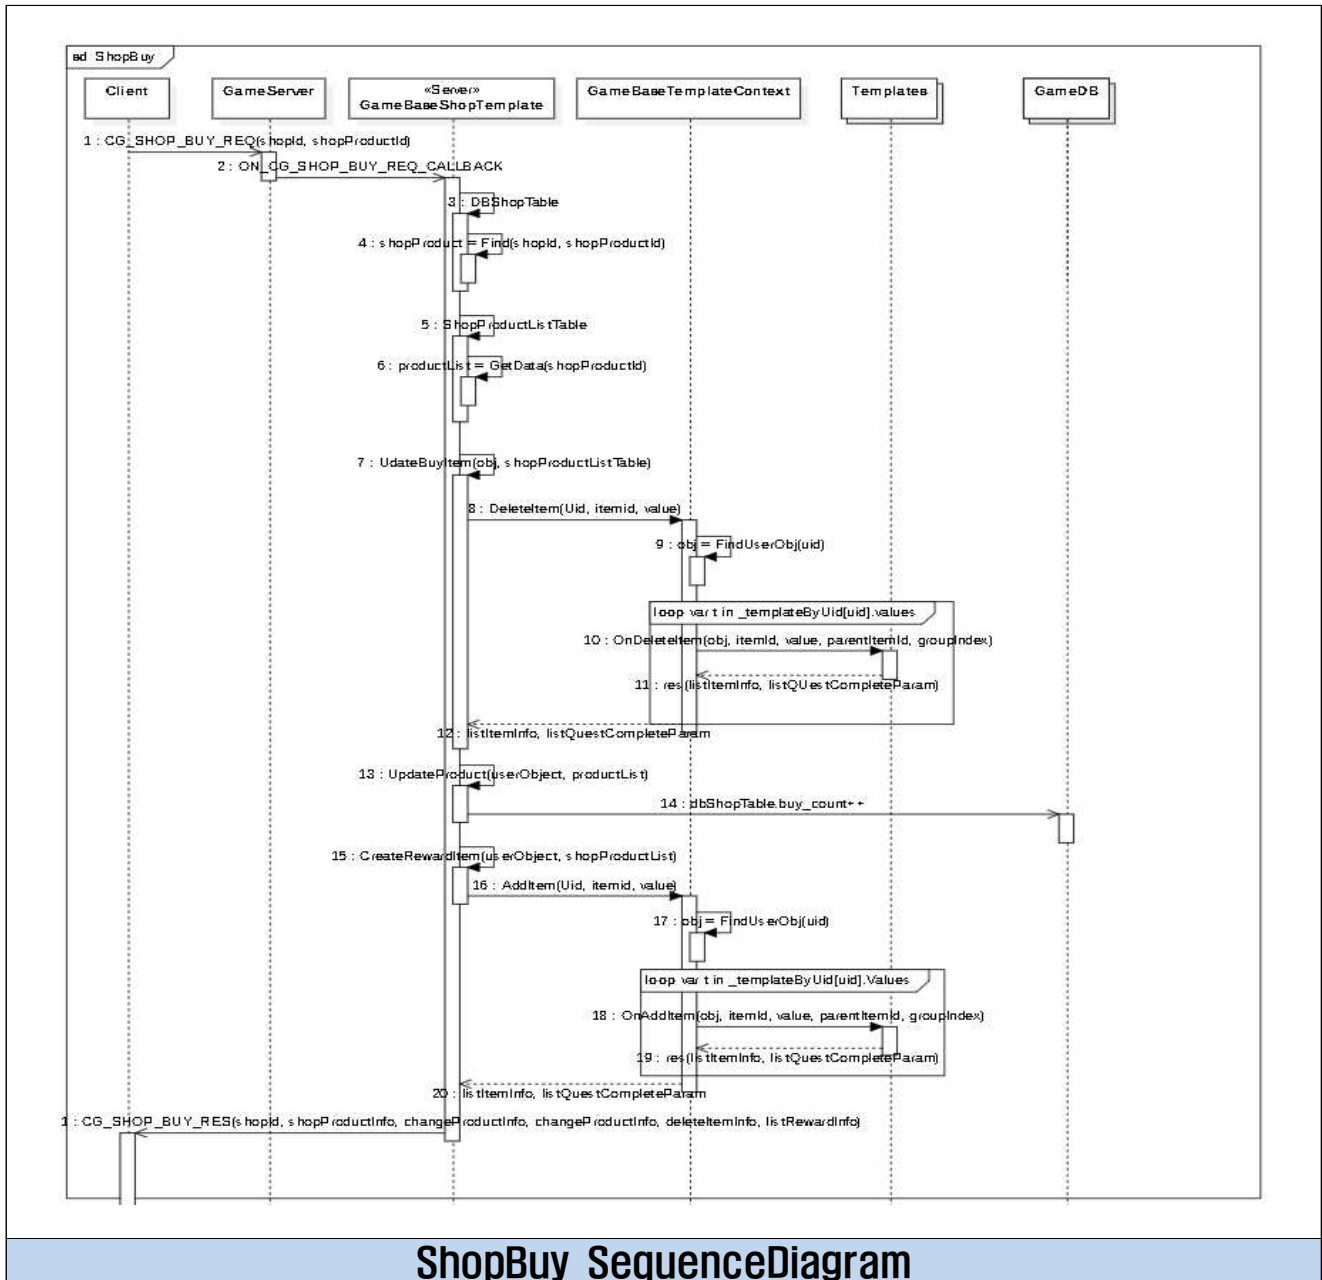 sd ShopBuy
Client
GameServer
«Server»
GameBaseShopTemplate
GameBaseTemplateContext
Templates
GameDB
1 : CG_SHOP_BUY_REQ(shopId, shopProductId)
2 : ON_CG_SHOP_BUY_REQ_CALLBACK
3 : DBShopTable
4 : shopProduct = Find(shopId, shopProductId)
5 : ShopProductListTable
6 : productList = GetData(shopProductId)
7 : UdateBuyItem(obj, shopProductListTable)
8 : DeleteItem(Uid, itemid, value)
9 : obj = FindUserObj(uid)
loop var t in _templateByUid[uid].values
10 : OnDeleteItem(obj, itemId, value, parentItemId, groupIndex)
11 : res(listItemInfo, listQUestCompleteParam)
12 : listItemInfo, listQuestCompleteParam
13 : UpdateProduct(userObject, productList)
14 : dbShopTable.buy_count++
15 : CreateRewardItem(userObject, shopProductList)
16 : AddItem(Uid, itemid, value)
17 : obj = FindUserObj(uid)
loop var t in _templateByUid[uid].Values
18 : OnAddItem(obj, itemId, value, parentItemId, groupIndex)
19 : res(listItemInfo, listQuestCompleteParam)
20 : listItemInfo, listQuestCompleteParam
1 : CG_SHOP_BUY_RES(shopId, shopProductInfo, changeProductInfo, changeProductInfo, deleteItemInfo, listRewardInfo)
ShopBuy SequenceDiagram